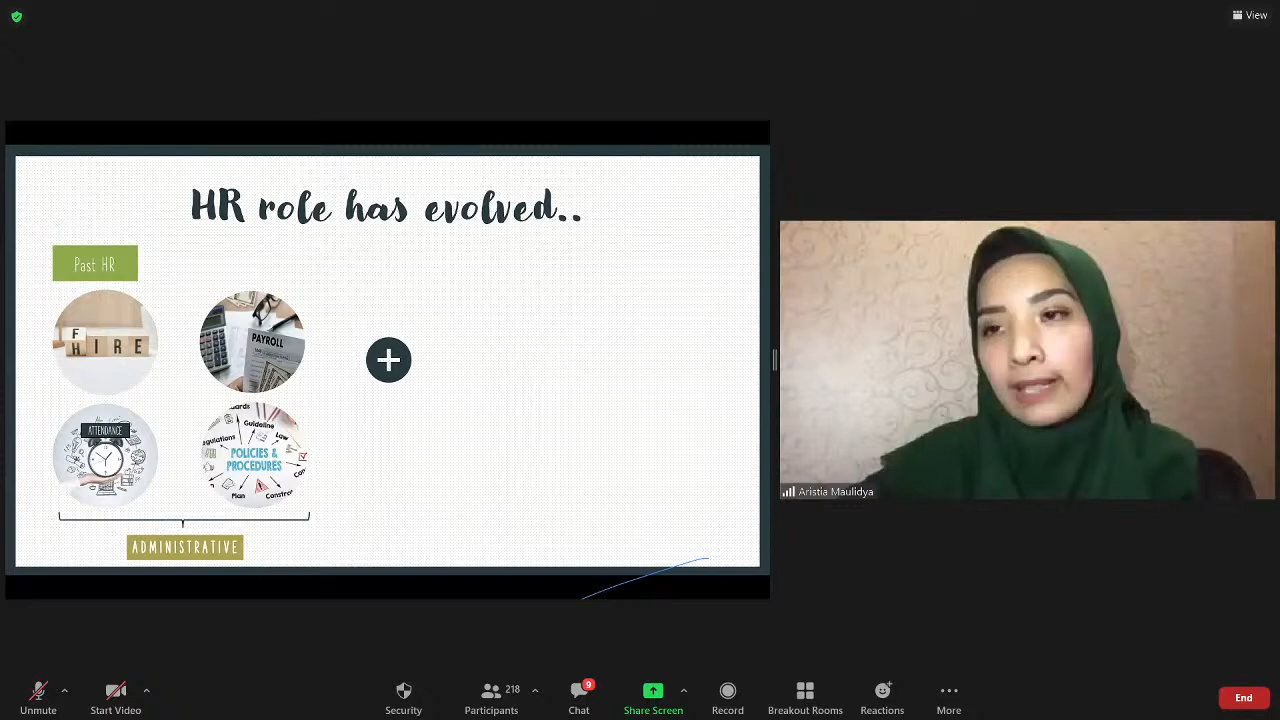 View
HR role has evolved..
Past HR
F
HIRE
PAYROLL
ATTENDANCE
Guideline
Law
POLICIES &
PROCEDURES
Plan
ADMINISTRATIVE
Aristia Maulidya
Unmute
Start Video
Security
218
Participants
9
Chat
Share Screen
Record
Breakout Rooms
Reactions
More
End